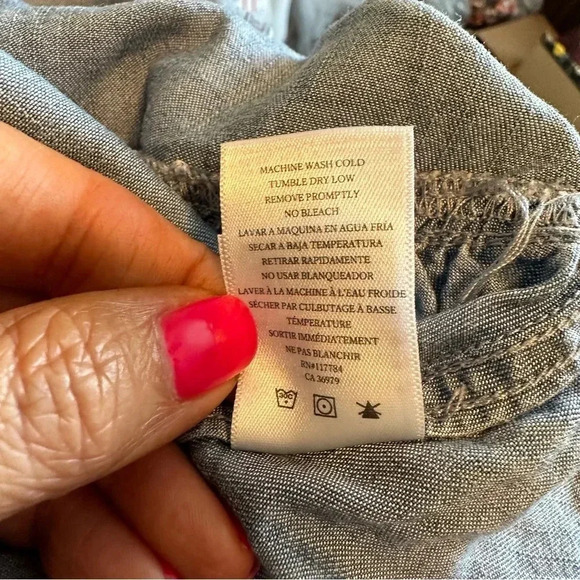 MACHINE WASH COLD
TUMBLE DRY LOW
REMOVE PROMPTLY
NO BLEACH
LAVAR A MAQUINA EN AGUA FRÍA
SECAR A BAJA TEMPERATURA
RETIRAR RAPIDAMENTE
NO USAR BLANQUEADOR
LAVER À LA MACHINE À L'EAU FROIDE
SÉCHER PAR CULBUTAGE À BASSE
TÉMPÉRATURE
SORTIR IMMÉDIATEMENT
NE PAS BLANCHIR
RN#117784
CA 36979